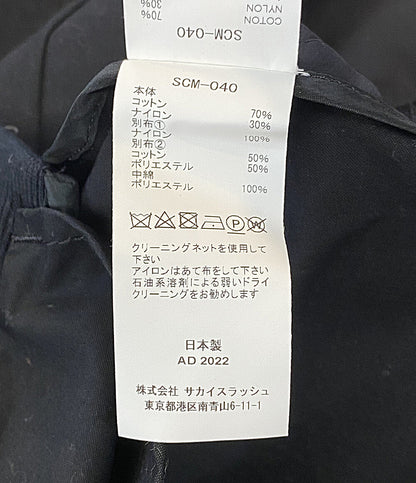 COTTON 70%
NYLON 30%
SCM-040
SCM-040
本体
コットン 70%
ナイロン 30%
別布①
ナイロン 100%
別布②
コットン 50%
ポリエステル 50%
中綿
ポリエステル 100%
P W
クリーニングネットを使用して
下さい
アイロンはあて布をして下さい
石油系溶剤による弱いドライ
クリーニングをお勧めします
日本製
AD 2022
株式会社 サカイスラッシュ
東京都港区南青山6-11-1